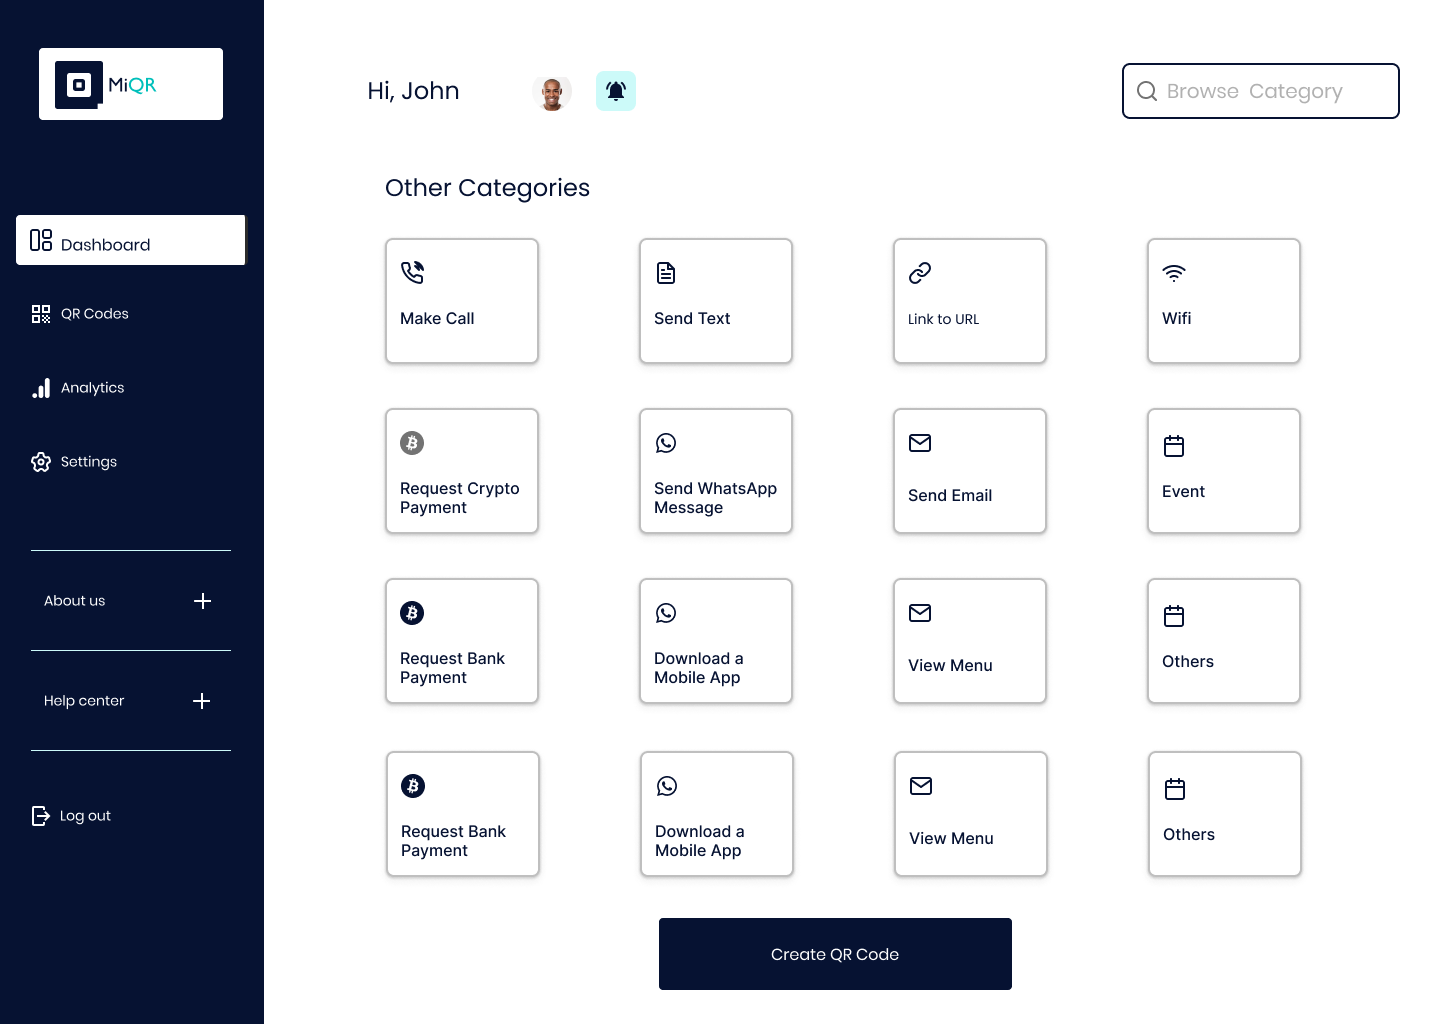 MiQR
Hi, John
Browse Category
Other Categories
Dashboard
QR Codes
Analytics
Settings
About us
Help center
Log out
Make Call
Send Text
Link to URL
Wifi
Request Crypto
Payment
Send WhatsApp
Message
Send Email
Event
Request Bank
Payment
Download a
Mobile App
View Menu
Others
Request Bank
Payment
Download a
Mobile App
View Menu
Others
Create QR Code